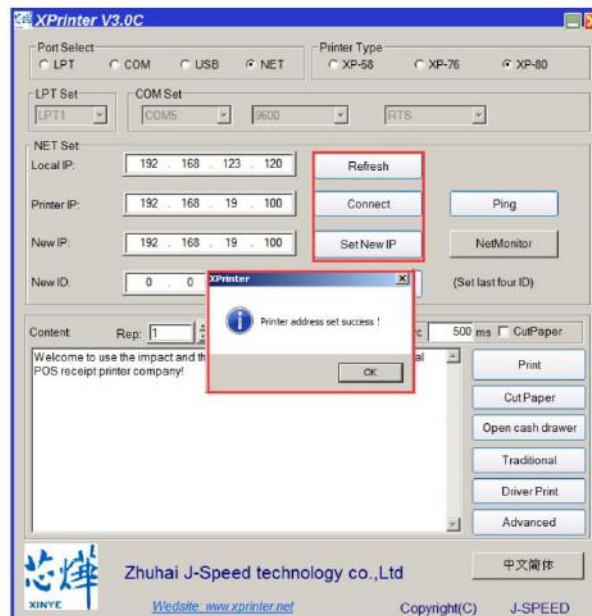 XPrinter V3.0C
Port Select
LPT COM USB NET
Printer Type
XP-58 XP-76 XP-80
LPT Set
LPT1
COM Set
COM5 9600 RTS
NET Set
Local IP: 192 . 168 . 123 . 120 Refresh
Printer IP: 192 . 168 . 19 . 100 Connect Ping
New IP: 192 . 168 . 19 . 100 Set New IP NetMonitor
New ID: 0 . 0 (Set last four ID)
XPrinter
Printer address set success !
OK
Content Rep: 1 500 ms CutPaper
Welcome to use the impact and th al
POS receipt printer company!
Print
Cut Paper
Open cash drawer
Traditional
Driver Print
Advanced
芯烨
XINYE
Zhuhai J-Speed technology co.,Ltd
中文简体
Wedsite: www.xprinter.net Copyright(C) J-SPEED